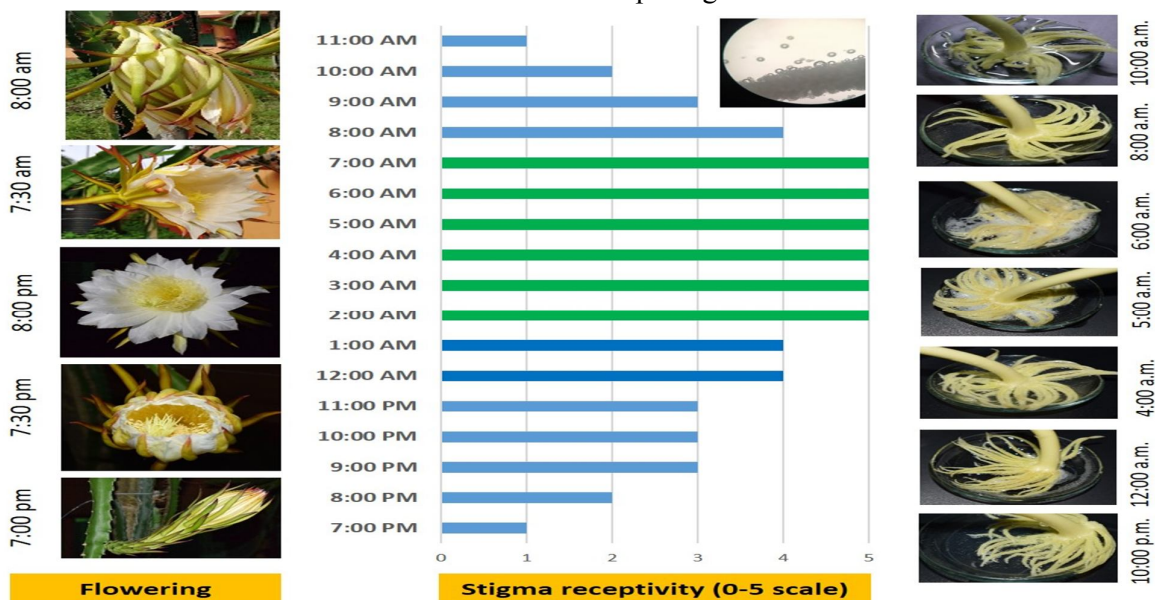 8:00 am
7:30 am
8:00 pm
7:30 pm
7:00 pm
Flowering
11:00 AM
10:00 AM
9:00 AM
8:00 AM
7:00 AM
6:00 AM
5:00 AM
4:00 AM
3:00 AM
2:00 AM
1:00 AM
12:00 AM
11:00 PM
10:00 PM
9:00 PM
8:00 PM
7:00 PM
0 1 2 3 4 5
Stigma receptivity (0-5 scale)
10:00 a.m.
8:00 a.m.
6:00 a.m.
5:00 a.m.
4:00 a.m.
12:00 a.m.
10:00 p.m.